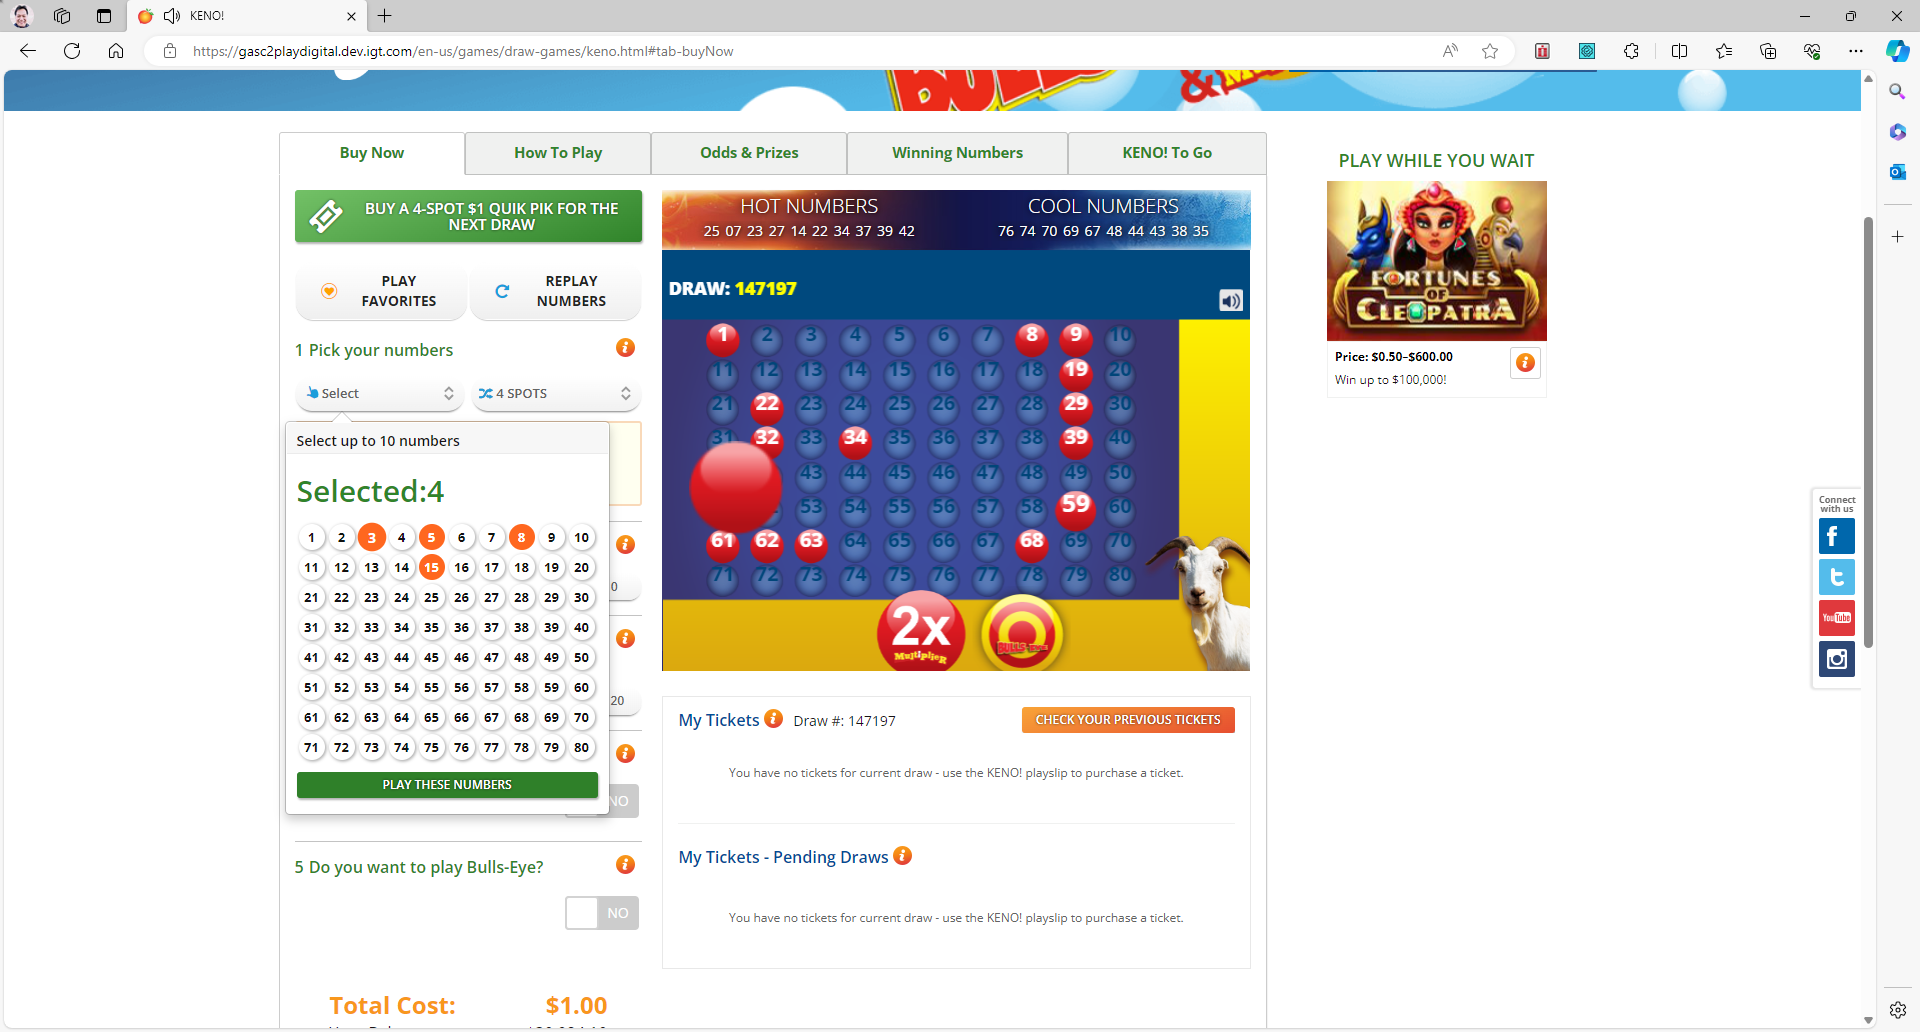 KENO!
https://gasc2playdigital.dev.igt.com/en-us/games/draw-games/keno.html#tab-buyNow
Buy Now
How To Play
Odds & Prizes
Winning Numbers
KENO! To Go
BUY A 4-SPOT $1 QUIK PIK FOR THE
NEXT DRAW
PLAY
FAVORITES
REPLAY
NUMBERS
1 Pick your numbers
Select
4 SPOTS
Select up to 10 numbers
Selected:4
1 2 3 4 5 6 7 8 9 10
11 12 13 14 15 16 17 18 19 20
21 22 23 24 25 26 27 28 29 30
31 32 33 34 35 36 37 38 39 40
41 42 43 44 45 46 47 48 49 50
51 52 53 54 55 56 57 58 59 60
61 62 63 64 65 66 67 68 69 70
71 72 73 74 75 76 77 78 79 80
PLAY THESE NUMBERS
0
20
NO
5 Do you want to play Bulls-Eye?
NO
Total Cost: $1.00
HOT NUMBERS
25 07 23 27 14 22 34 37 39 42
COOL NUMBERS
76 74 70 69 67 48 44 43 38 35
DRAW: 147197
1 2 3 4 5 6 7 8 9 10
11 12 13 14 15 16 17 18 19 20
21 22 23 24 25 26 27 28 29 30
31 32 33 34 35 36 37 38 39 40
43 44 45 46 47 48 49 50
53 54 55 56 57 58 59 60
61 62 63 64 65 66 67 68 69 70
71 72 73 74 75 76 77 78 79 80
2x
Multiplier
BULLS-EYE
My Tickets
Draw #: 147197
CHECK YOUR PREVIOUS TICKETS
You have no tickets for current draw - use the KENO! playslip to purchase a ticket.
My Tickets - Pending Draws
You have no tickets for current draw - use the KENO! playslip to purchase a ticket.
PLAY WHILE YOU WAIT
FORTUNES
OF
CLEOPATRA
Price: $0.50–$600.00
Win up to $100,000!
Connect
with us
YouTube